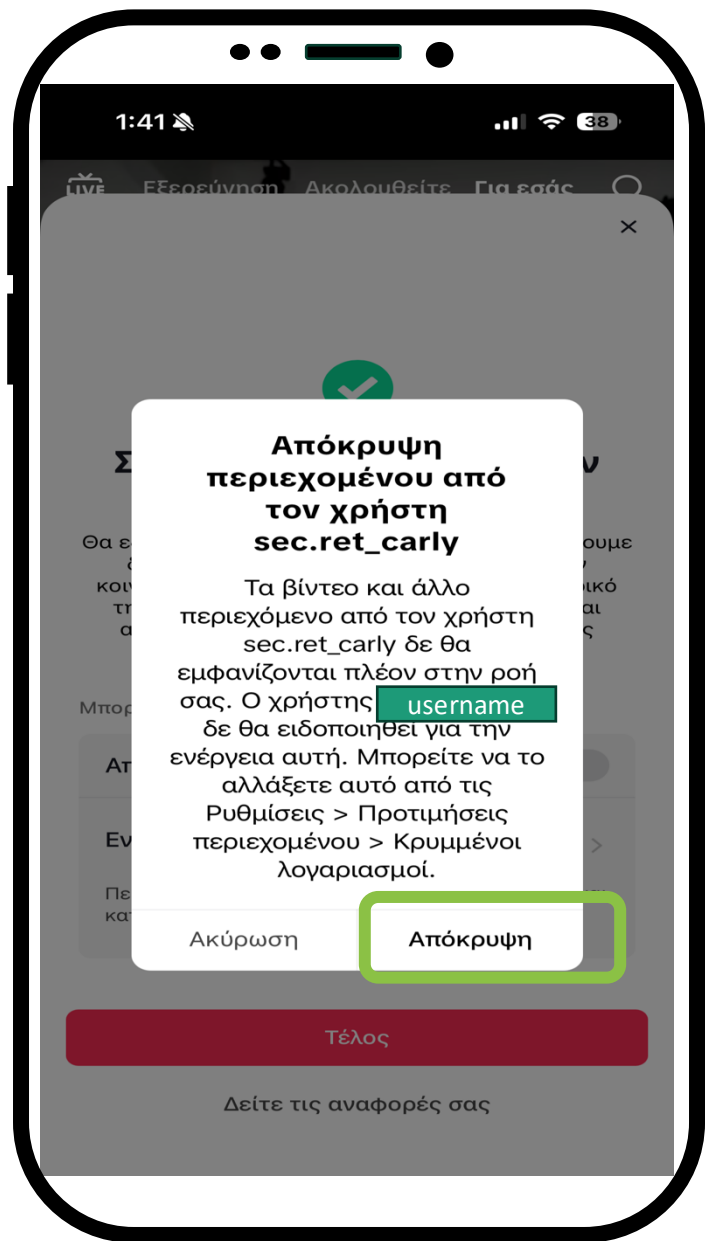 1:41
38
LIVE Εξερεύνηση Ακολουθείτε Για εσάς
Απόκρυψη
περιεχομένου από
τον χρήστη
sec.ret_carly
Τα βίντεο και άλλο
περιεχόμενο από τον χρήστη
sec.ret_carly δε θα
εμφανίζονται πλέον στην ροή
σας. Ο χρήστης username
δε θα ειδοποιηθεί για την
ενέργεια αυτή. Μπορείτε να το
αλλάξετε αυτό από τις
Ρυθμίσεις > Προτιμήσεις
περιεχομένου > Κρυμμένοι
λογαριασμοί.
Ακύρωση Απόκρυψη
Τέλος
Δείτε τις αναφορές σας